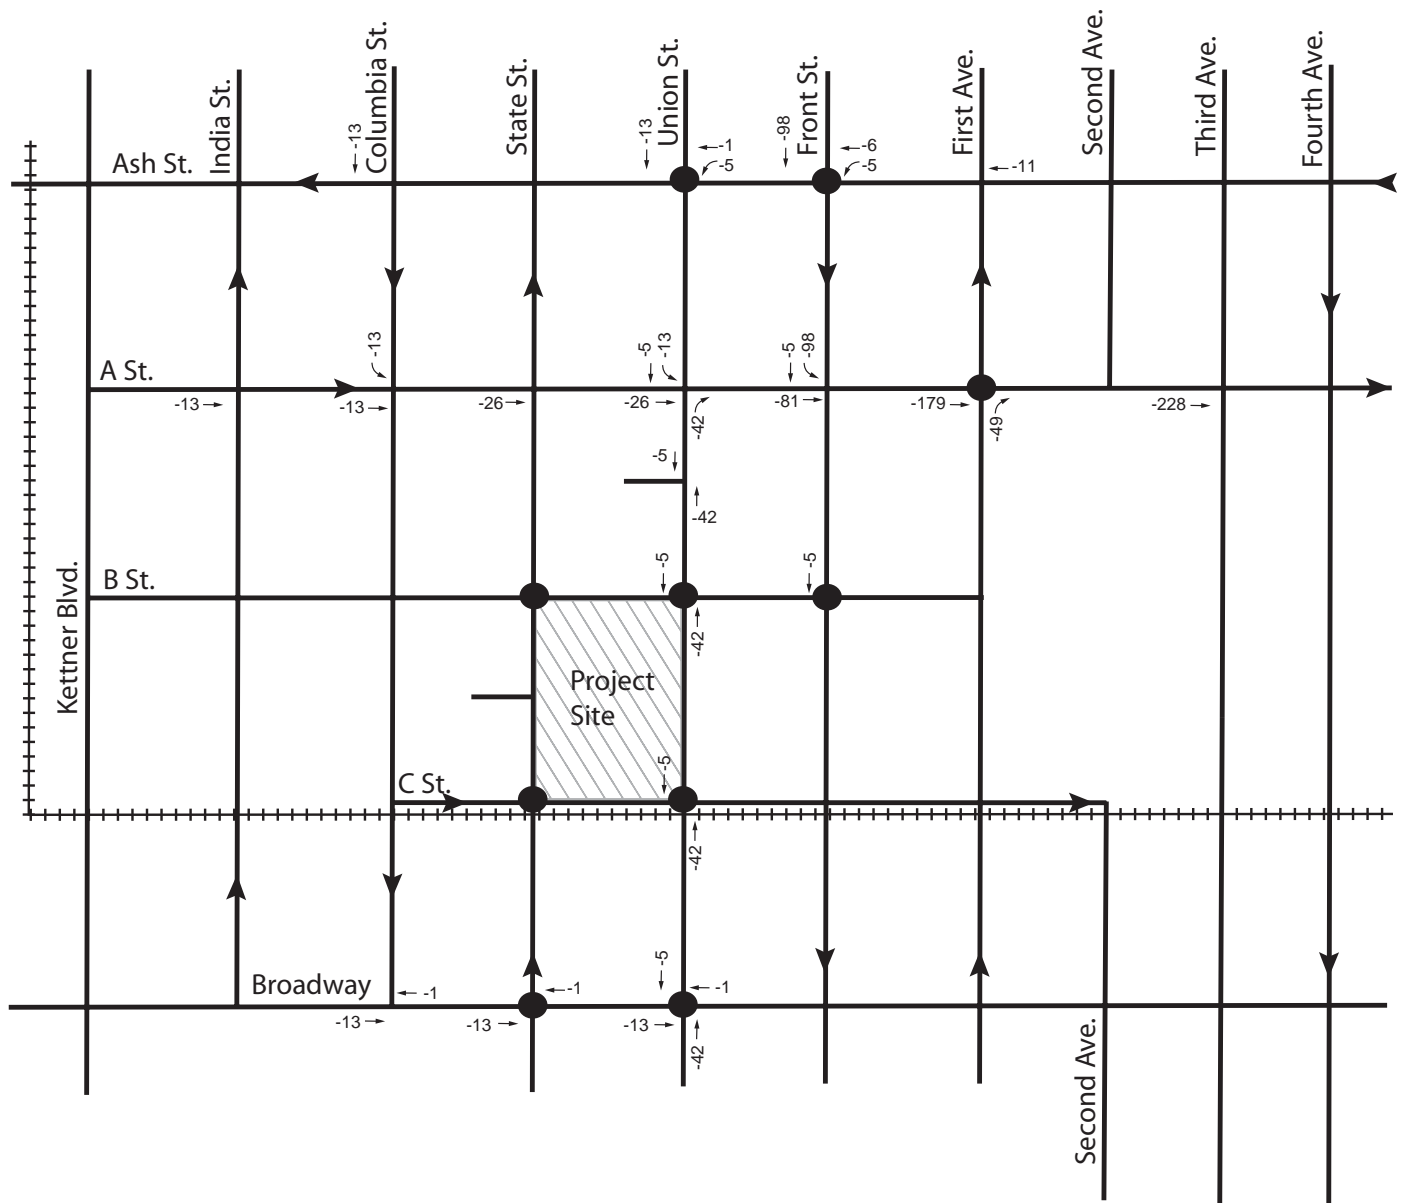 Columbia St.
Second Ave.
Fourth Ave.
India St.
State St.
Union St.
Front St.
First Ave.
Third Ave.
-13
-13
-98
-1
-5
-6
-5
-11
Ash St.
-13
-5
-13
-5
-98
A St.
-13
-13
-26
-26
-42
-81
-179
-49
-228
-5
-42
Kettner Blvd.
B St.
-5
-5
-42
Project
Site
-5
C St.
-42
Broadway
-5
-1
-1
-1
-13
-13
-13
-42
Second Ave.